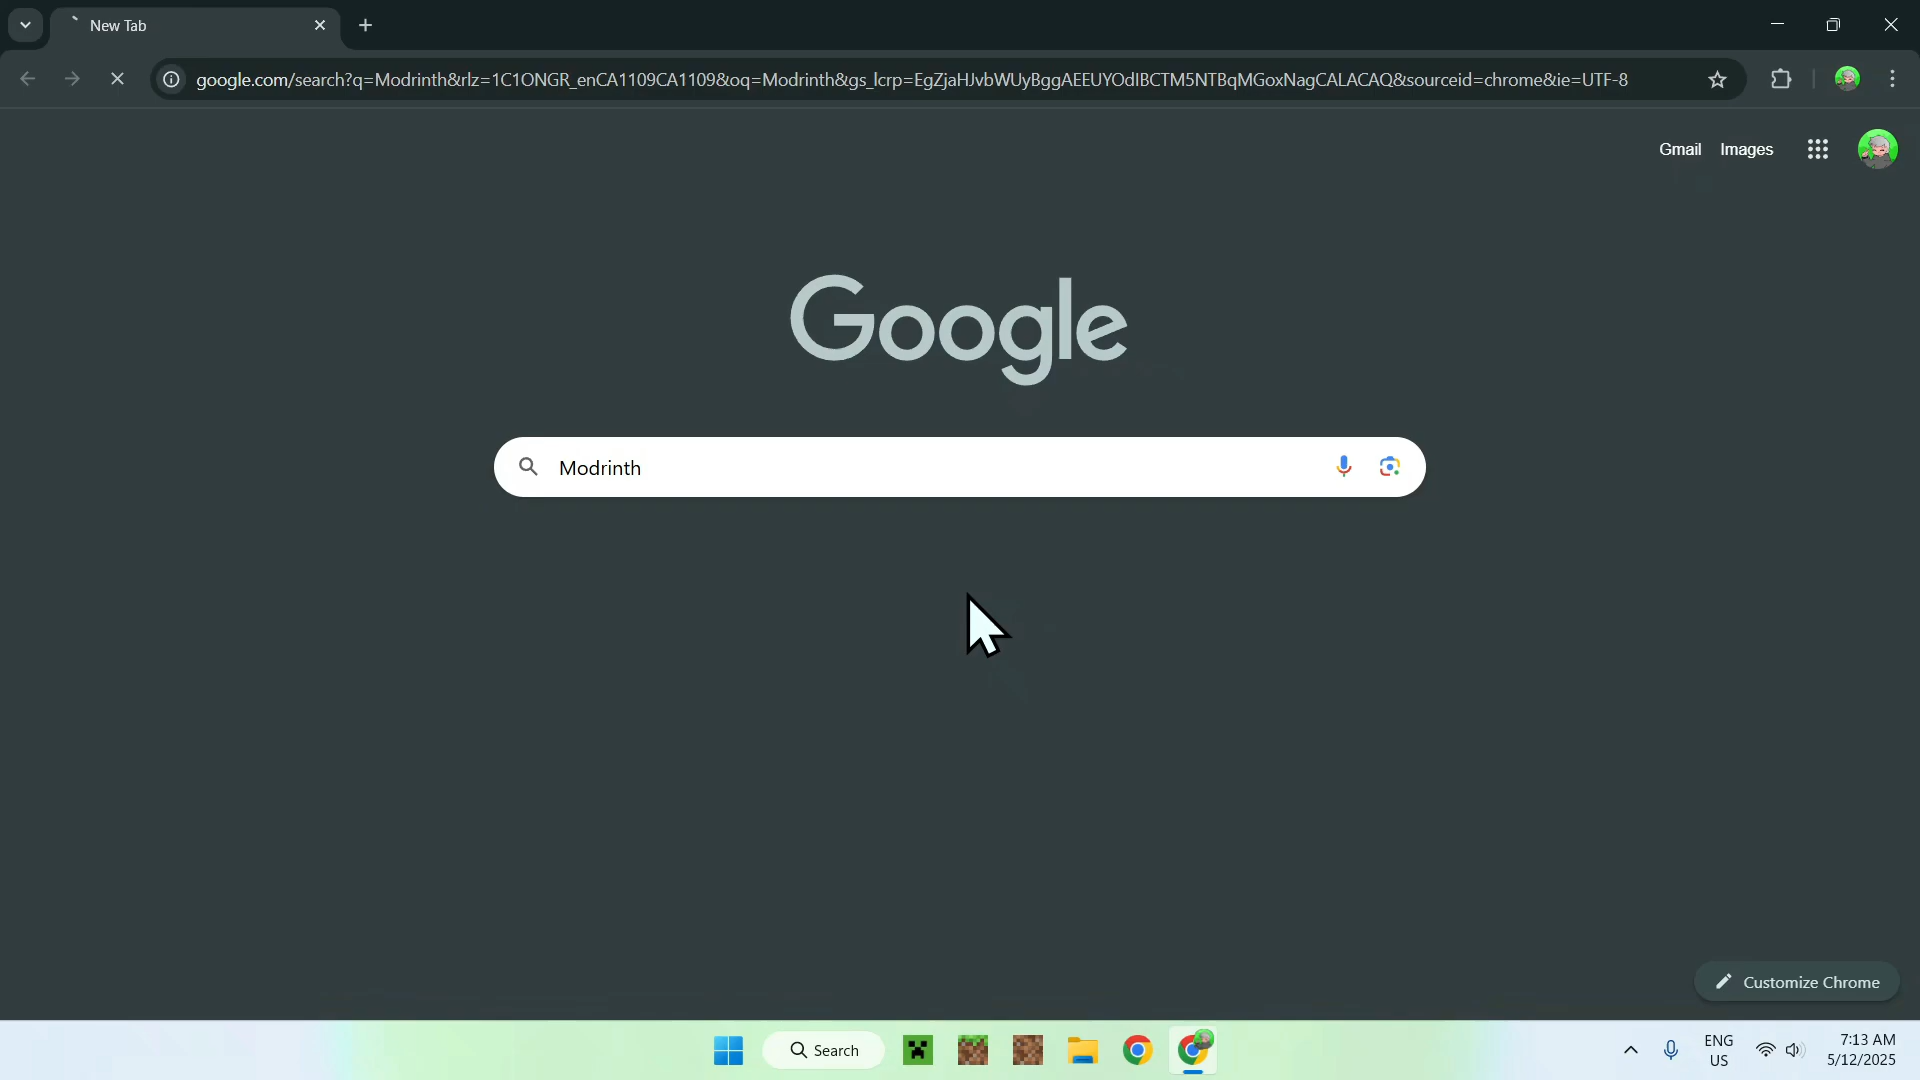 New Tab
google.com/search?q=Modrinth&rlz=1C1ONGR_enCA1109CA1109&oq=Modrinth&gs_lcrp=EgZjaHJvbWUyBggAEEUYOdIBCTM5NTBqMGoxNagCALACAQ&sourceid=chrome&ie=UTF-8
Gmail Images
Google
Modrinth
Customize Chrome
Search
ENG
US
7:13 AM
5/12/2025